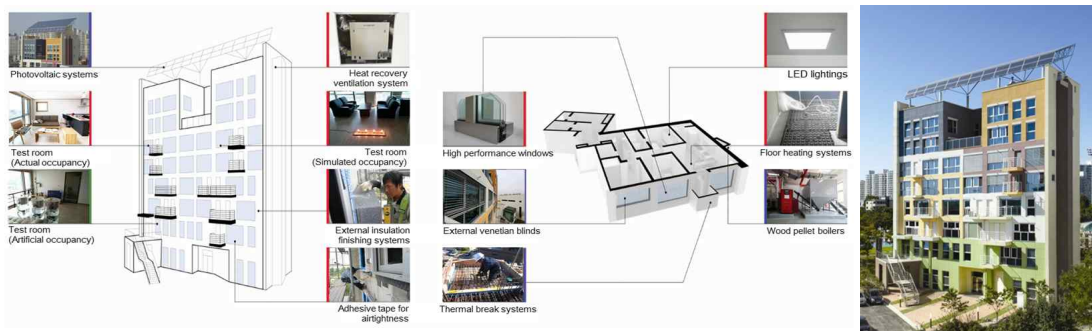 Photovoltaic systems
Heat recovery
ventilation system
Test room
(Actual occupancy)
Test room
(Simulated occupancy)
Test room
(Artificial occupancy)
External insulation
finishing systems
Adhesive tape for
airtightness
LED lightings
High performance windows
Floor heating systems
External venetian blinds
Wood pellet boilers
Thermal break systems